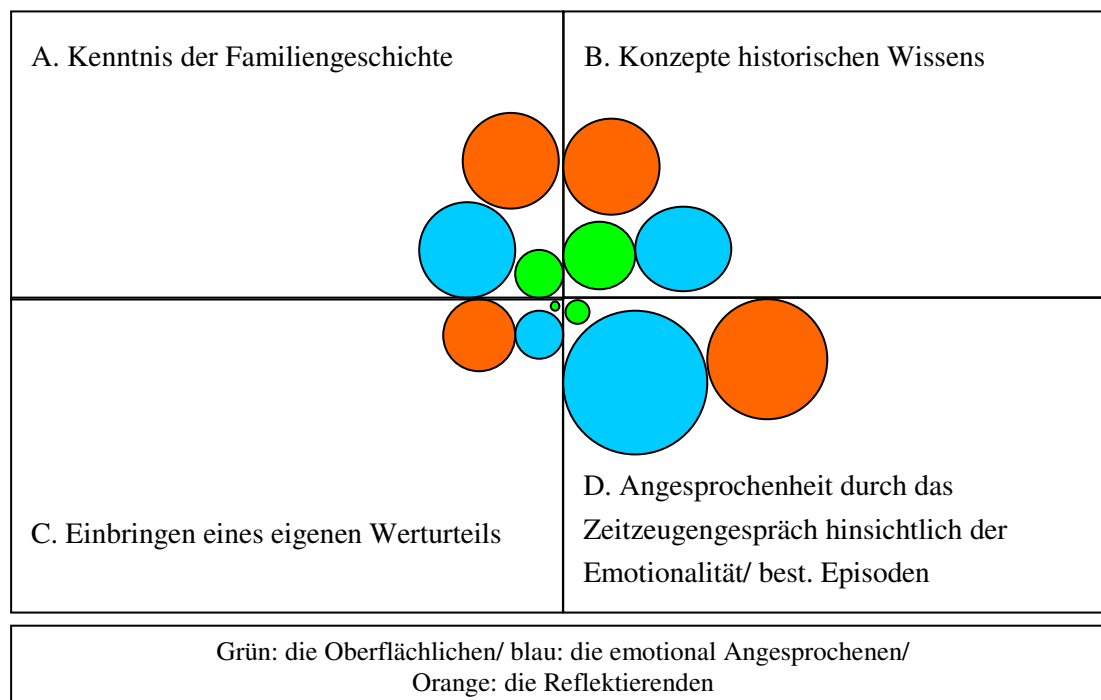 A. Kenntnis der Familiengeschichte
B. Konzepte historischen Wissens
C. Einbringen eines eigenen Werturteils
D. Angesprochenheit durch das
Zeitzeugengespräch hinsichtlich der
Emotionalität/ best. Episoden
Grün: die Oberflächlichen/ blau: die emotional Angesprochenen/
Orange: die Reflektierenden